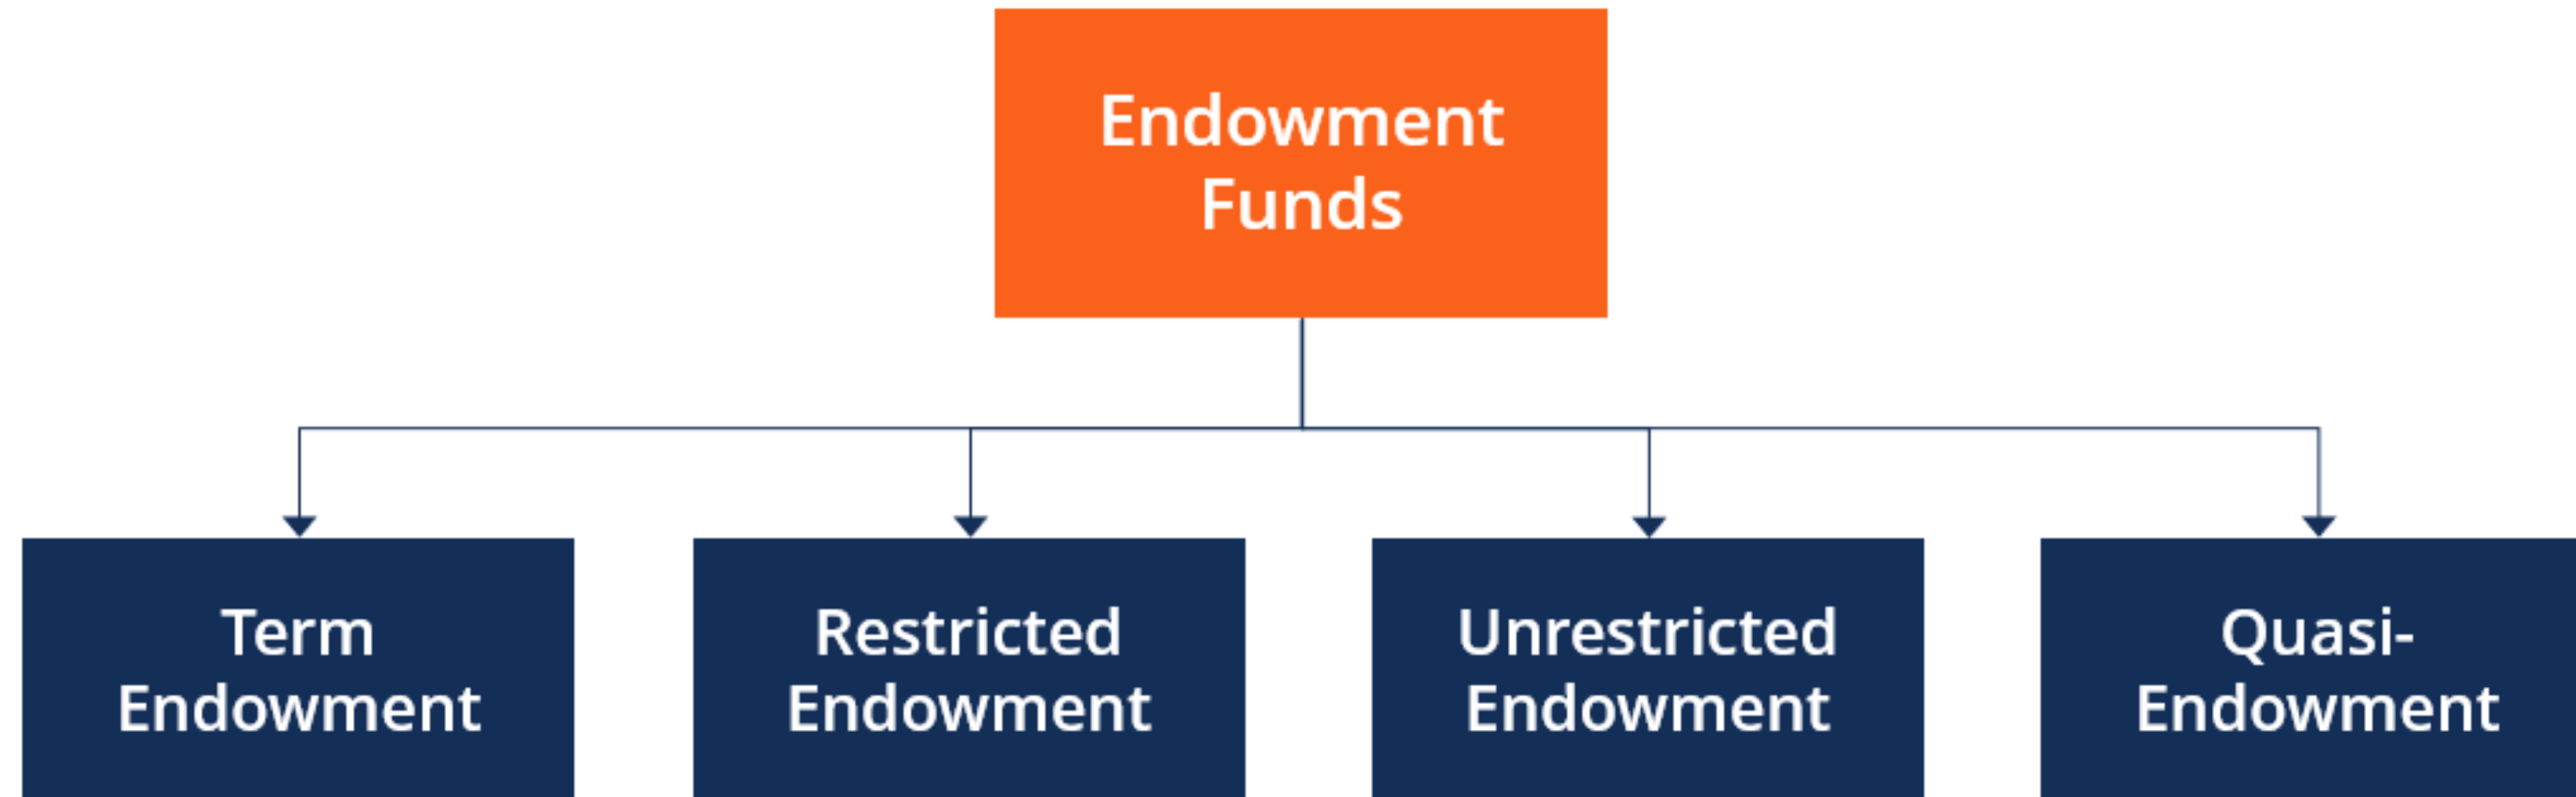 Endowment
Funds
Term
Endowment
Restricted
Endowment
Unrestricted
Endowment
Quasi-
Endowment